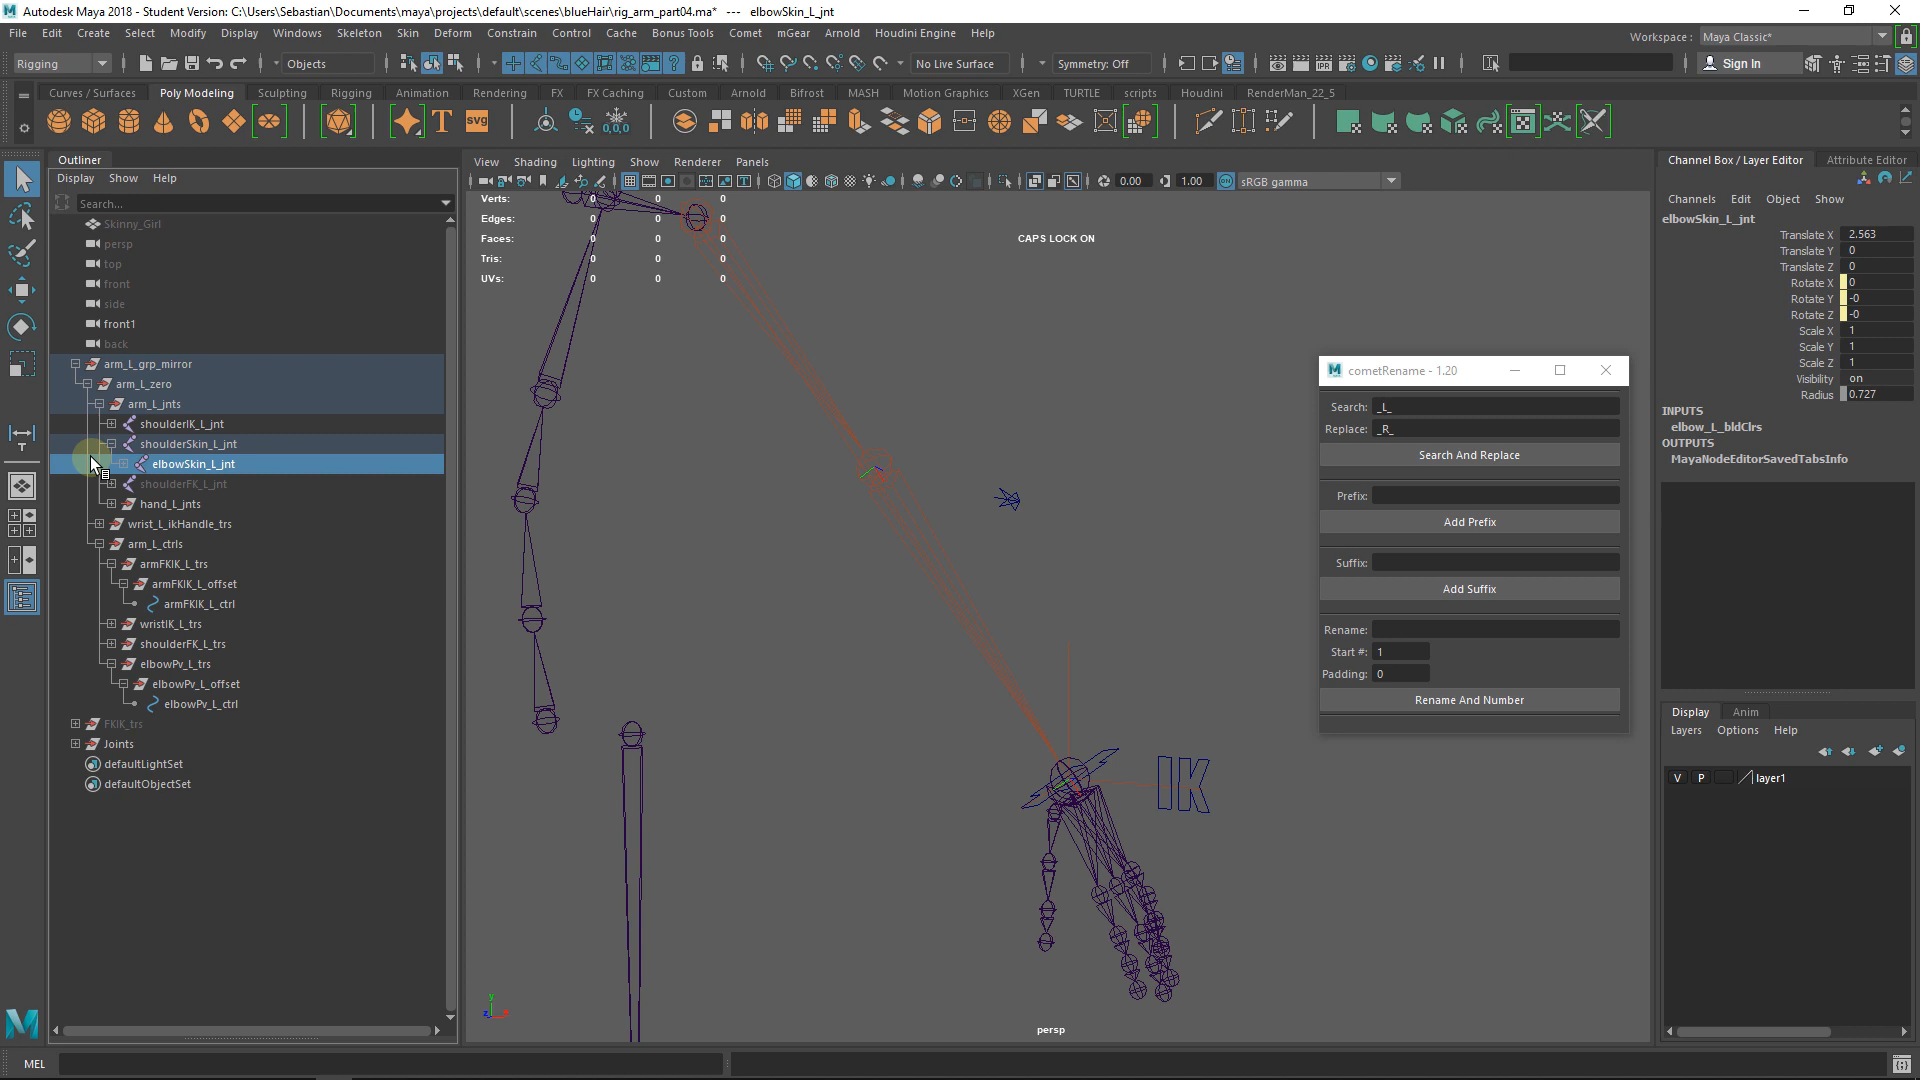 Autodesk Maya 2018 - Student Version: C:\Users\Sebastian\Documents\maya\projects\default\scenes\blueHair\rig_arm_part04.ma*   ---   elbowSkin_L_jnt
File Edit Create Select Modify Display Windows Skeleton Skin Deform Constrain Control Cache Bonus Tools Comet mGear Arnold Houdini Engine Help
Workspace : Maya Classic*
Rigging Objects No Live Surface Symmetry: Off Sign In
Curves / Surfaces Poly Modeling Sculpting Rigging Animation Rendering FX FX Caching Custom Arnold Bifrost MASH Motion Graphics XGen TURTLE scripts Houdini RenderMan_22_5
T svg 0,0,0
Outliner
Display Show Help
Search...
Skinny_Girl
persp
top
front
side
front1
back
arm_L_grp_mirror
arm_L_zero
arm_L_jnts
shoulderIK_L_jnt
shoulderSkin_L_jnt
elbowSkin_L_jnt
shoulderFK_L_jnt
hand_L_jnts
wrist_L_ikHandle_trs
arm_L_ctrls
armFKIK_L_trs
armFKIK_L_offset
armFKIK_L_ctrl
wristIK_L_trs
shoulderFK_L_trs
elbowPv_L_trs
elbowPv_L_offset
elbowPv_L_ctrl
FKIK_trs
Joints
defaultLightSet
defaultObjectSet
View Shading Lighting Show Renderer Panels
0.00 1.00 sRGB gamma
Verts: 0 0 0
Edges: 0 0 0
Faces: 0 0 0
Tris: 0 0 0
UVs: 0 0 0
CAPS LOCK ON
IK
persp
cometRename - 1.20
Search: _L_
Replace: _R_
Search And Replace
Prefix:
Add Prefix
Suffix:
Add Suffix
Rename:
Start #: 1
Padding: 0
Rename And Number
Channel Box / Layer Editor Attribute Editor
Channels Edit Object Show
elbowSkin_L_jnt
Translate X 2.563
Translate Y 0
Translate Z 0
Rotate X 0
Rotate Y -0
Rotate Z -0
Scale X 1
Scale Y 1
Scale Z 1
Visibility on
Radius 0.727
INPUTS
elbow_L_bldClrs
OUTPUTS
MayaNodeEditorSavedTabsInfo
Display Anim
Layers Options Help
V P layer1
MEL